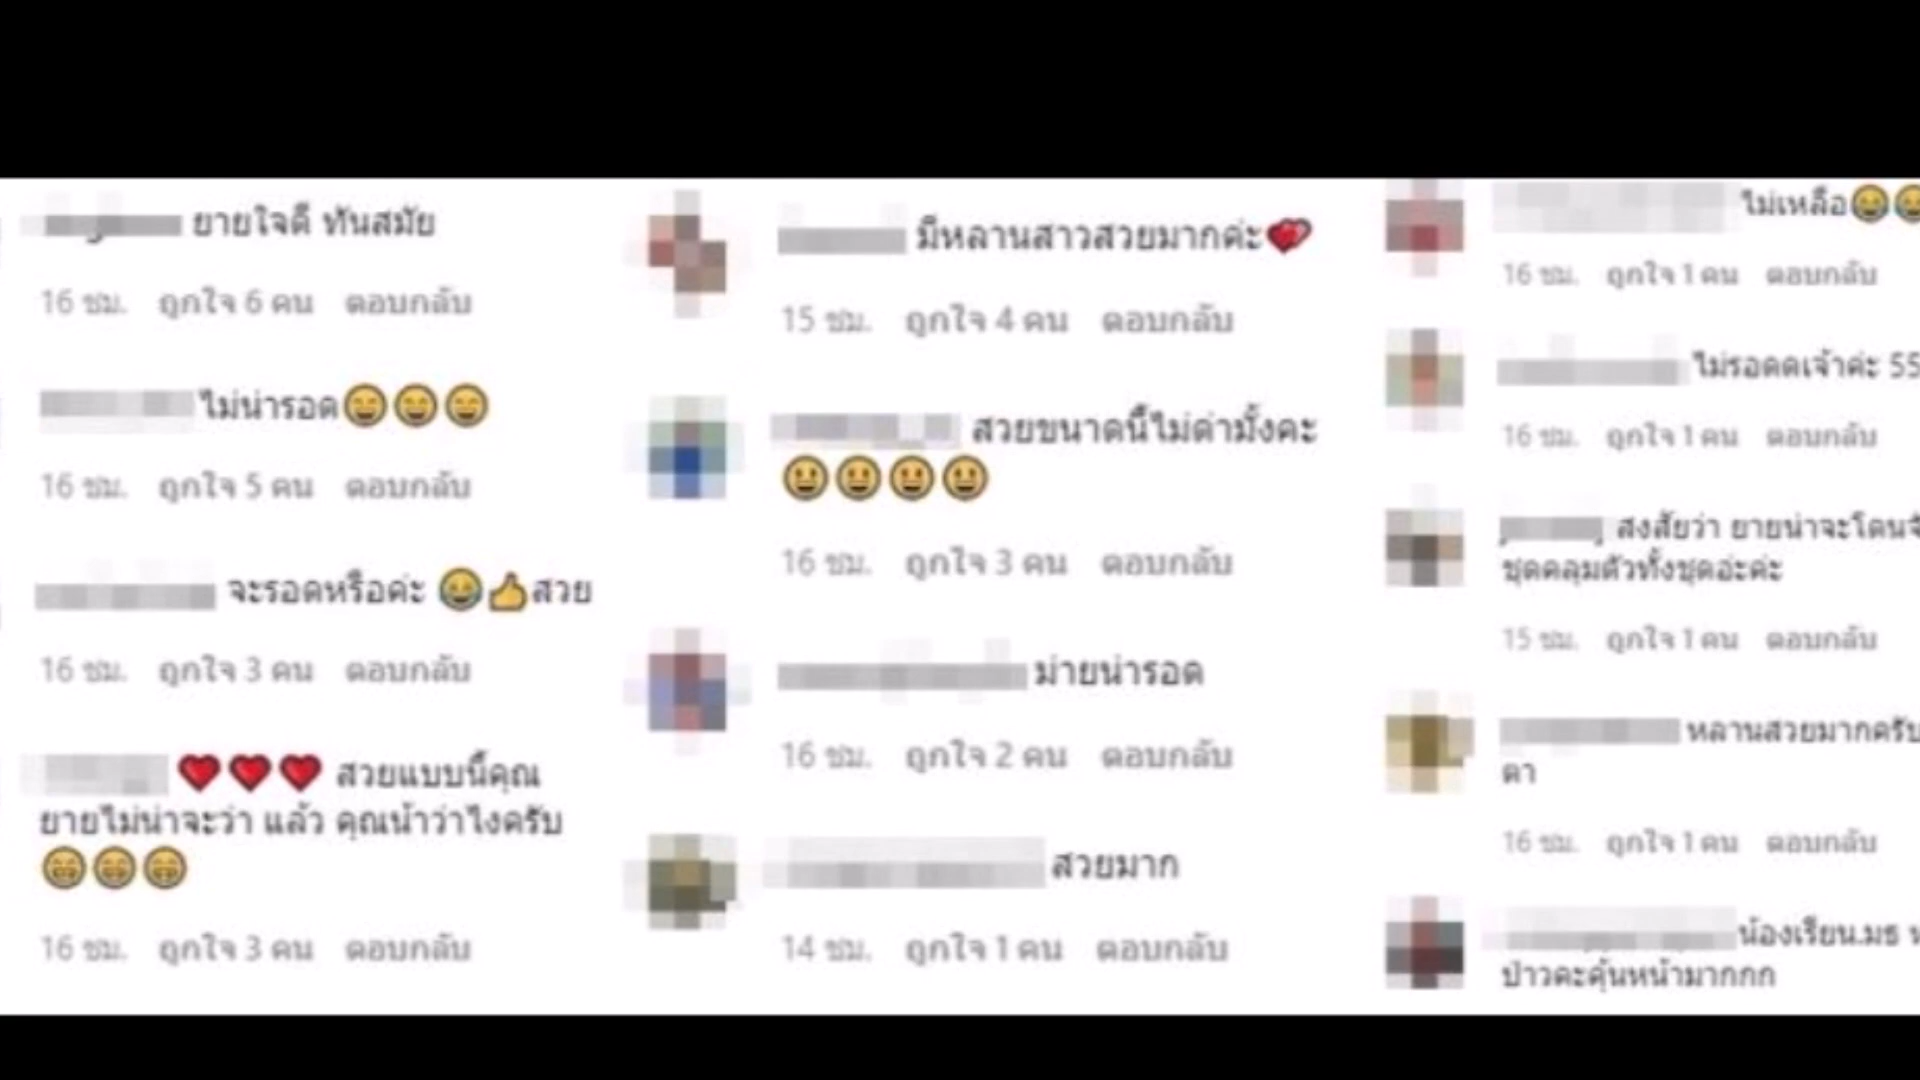 ยายใจดี ทันสมัย
16 ชม. ถูกใจ 6 คน ตอบกลับ
ไม่น่ารอด😄😄😄
16 ชม. ถูกใจ 5 คน ตอบกลับ
จะรอดหรือค่ะ 😂👍สวย
16 ชม. ถูกใจ 3 คน ตอบกลับ
❤❤❤ สวยแบบนี้คุณ
ยายไม่น่าจะว่า แล้ว คุณน้าว่าไงครับ
😁😁😁
16 ชม. ถูกใจ 3 คน ตอบกลับ
มีหลานสาวสวยมากค่ะ💕
15 ชม. ถูกใจ 4 คน ตอบกลับ
สวยขนาดนี้ไม่ด่ามั้งคะ
😀😀😀😀
16 ชม. ถูกใจ 3 คน ตอบกลับ
ม่ายน่ารอด
16 ชม. ถูกใจ 2 คน ตอบกลับ
สวยมาก
14 ชม. ถูกใจ 1 คน ตอบกลับ
ไม่เหลือ😂😂
16 ชม. ถูกใจ 1 คน ตอบกลับ
ไม่รอดดเจ้าค่ะ 55
16 ชม. ถูกใจ 1 คน ตอบกลับ
สงสัยว่า ยายน่าจะโดนจั
ชุดคลุมตัวทั้งชุดอ่ะค่ะ
15 ชม. ถูกใจ 1 คน ตอบกลับ
หลานสวยมากครับ
ตา
16 ชม. ถูกใจ 1 คน ตอบกลับ
น้องเรียน.มธ
ป่าวคะคุ้นหน้ามากกก